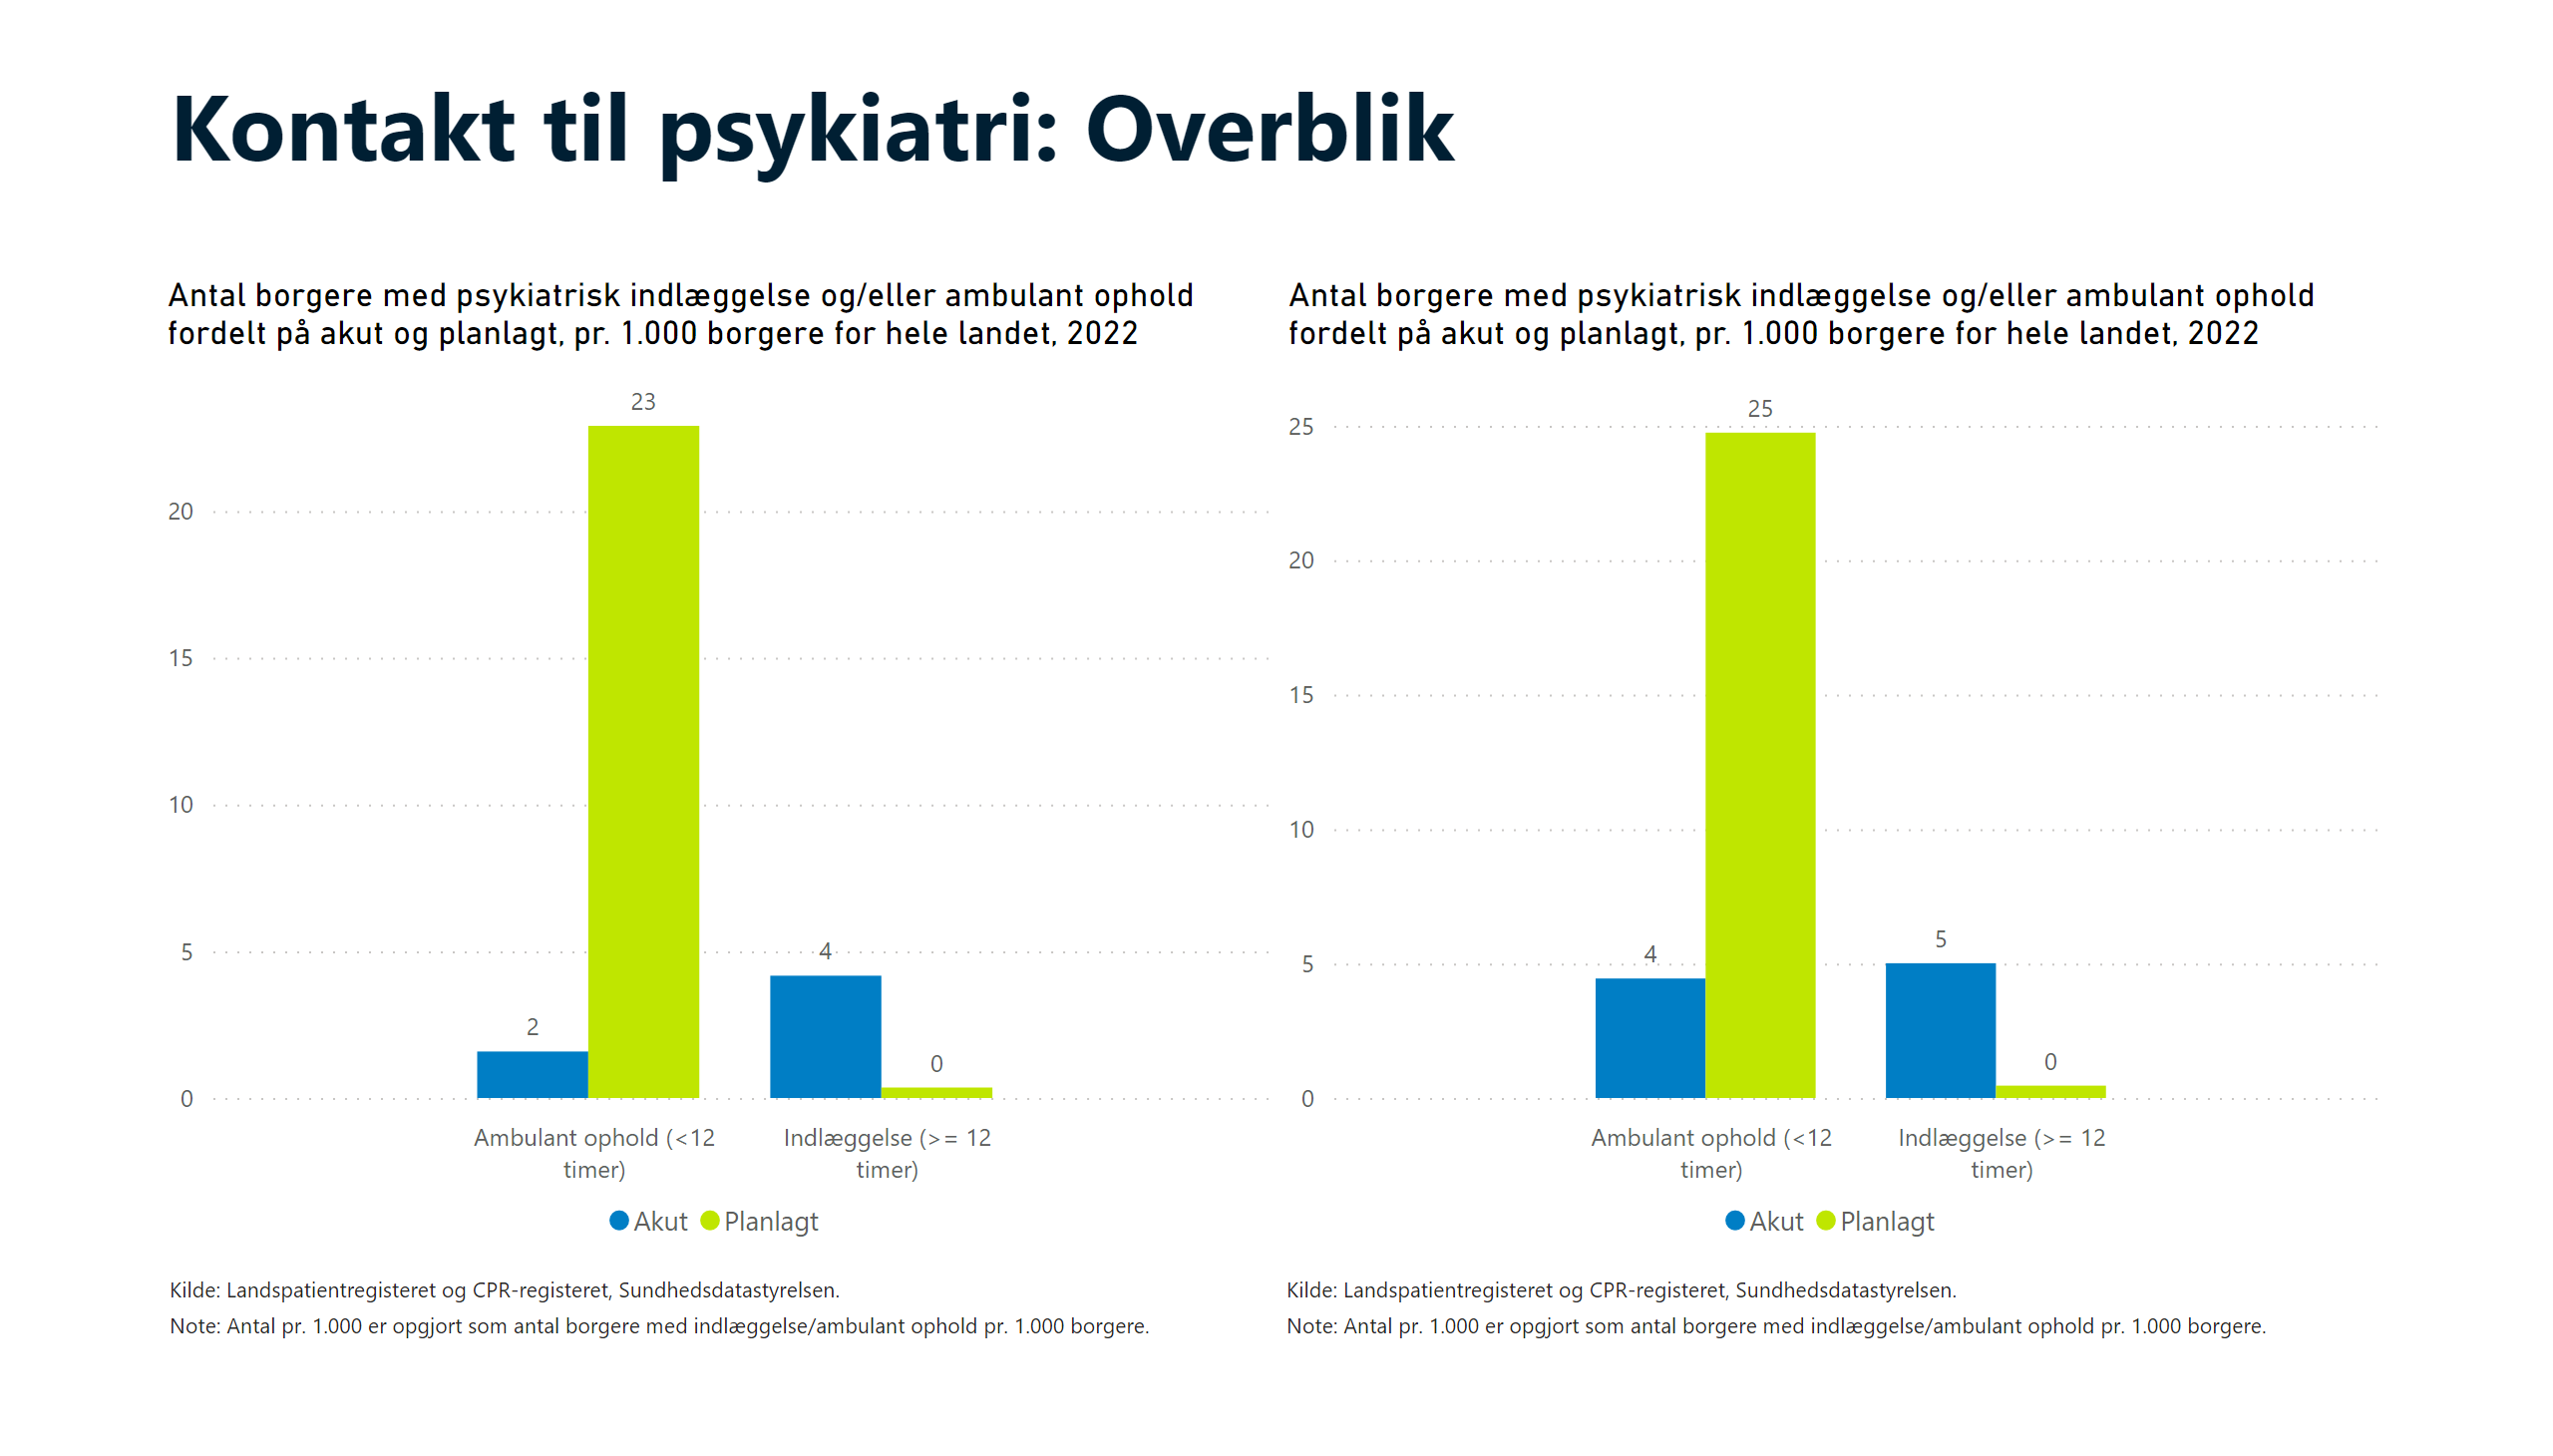 Kontakt til psykiatri: Overblik
Antal borgere med psykiatrisk indlæggelse og/eller ambulant ophold
fordelt på akut og planlagt, pr. 1.000 borgere for hele landet, 2022
23
20
15
10
5
0
2
4
0
Ambulant ophold (<12
timer)
Indlæggelse (>= 12
timer)
Akut Planlagt
Kilde: Landspatientregisteret og CPR-registeret, Sundhedsdatastyrelsen.
Note: Antal pr. 1.000 er opgjort som antal borgere med indlæggelse/ambulant ophold pr. 1.000 borgere.
Antal borgere med psykiatrisk indlæggelse og/eller ambulant ophold
fordelt på akut og planlagt, pr. 1.000 borgere for hele landet, 2022
25
25
20
15
10
5
0
4
5
0
Ambulant ophold (<12
timer)
Indlæggelse (>= 12
timer)
Akut Planlagt
Kilde: Landspatientregisteret og CPR-registeret, Sundhedsdatastyrelsen.
Note: Antal pr. 1.000 er opgjort som antal borgere med indlæggelse/ambulant ophold pr. 1.000 borgere.